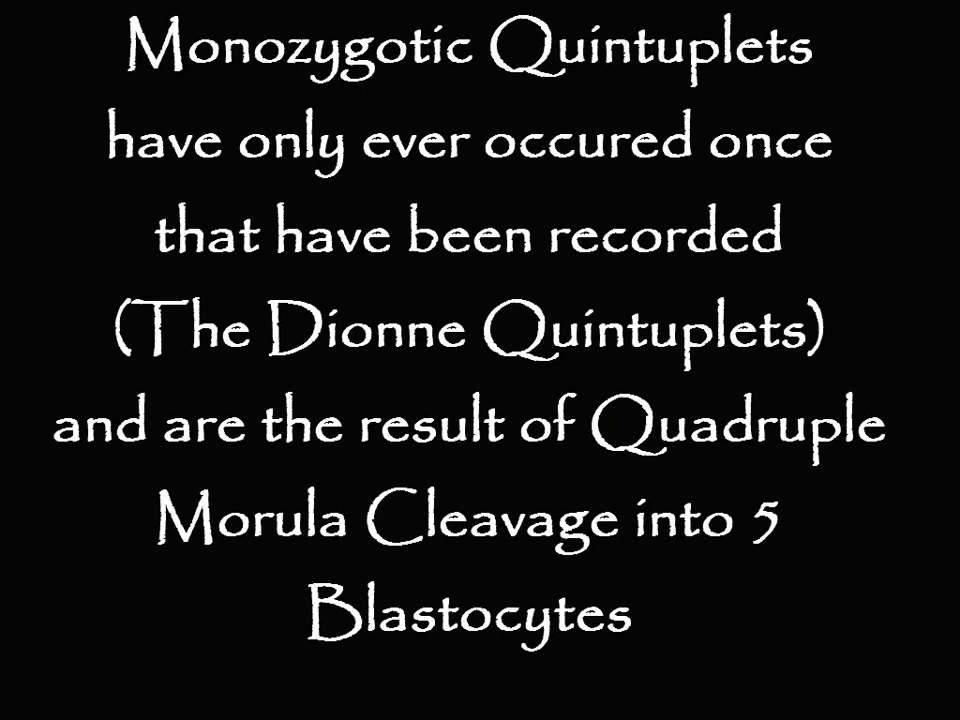 Monozygotic Quintuplets
have only ever occured once
that have been recorded
(The Dionne Quintuplets)
and are the result of Quadruple
Morula Cleavage into 5
Blastocytes